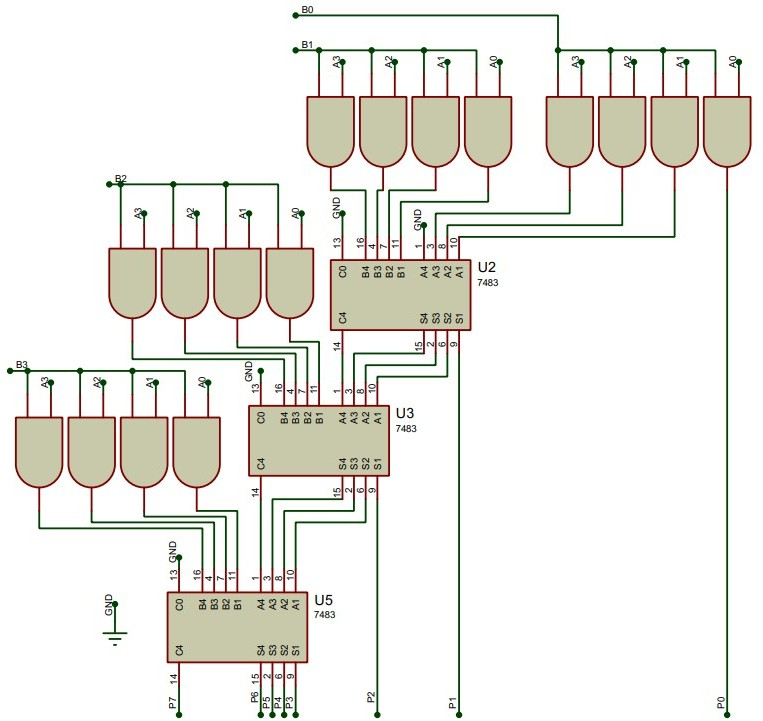 B0
B1
A3 A2 A1 A0 A3 A2 A1 A0
B2
A3 A2 A1 A0
GND GND
13 16 4 7 11 1 3 8 10
C0 B4 B3 B2 B1 A4 A3 A2 A1
U2
7483
C4 S4 S3 S2 S1
14 15 2 6 9
B3
A3 A2 A1 A0
GND
13 16 4 7 11 1 3 8 10
C0 B4 B3 B2 B1 A4 A3 A2 A1
U3
7483
C4 S4 S3 S2 S1
14 15 2 6 9
GND
13 16 4 7 11 1 3 8 10
C0 B4 B3 B2 B1 A4 A3 A2 A1
U5
7483
GND
C4 S4 S3 S2 S1
14 15 2 6 9
P7 P6 P5 P4 P3 P2 P1 P0